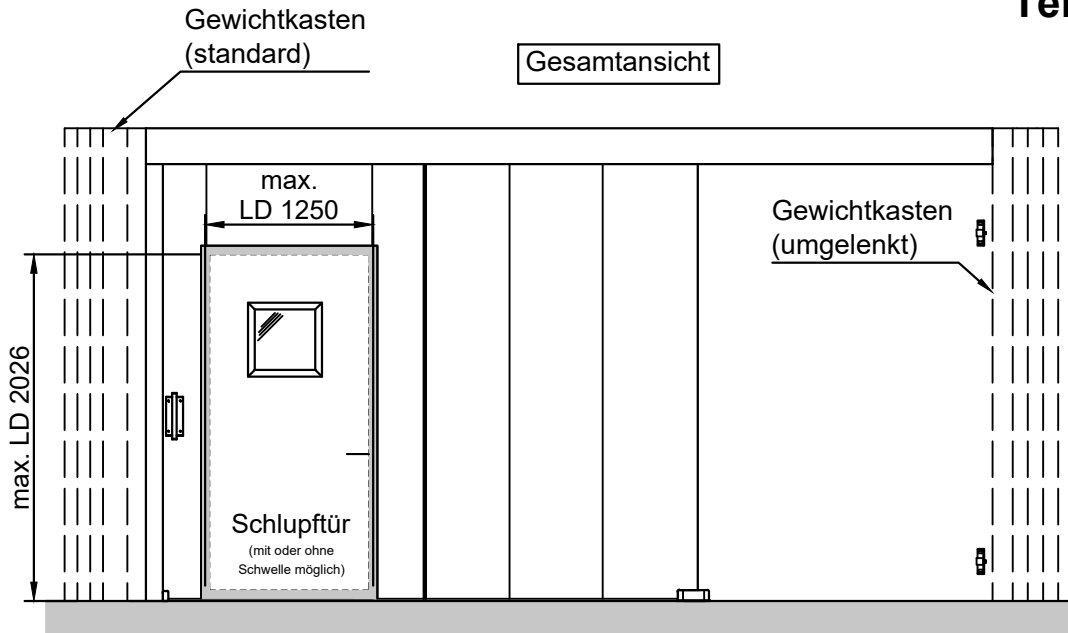 Gewichtkasten
(standard)
Gesamtansicht
max.
LD 1250
Gewichtkasten
(umgelenkt)
max. LD 2026
Schlupftür
(mit oder ohne
Schwelle möglich)